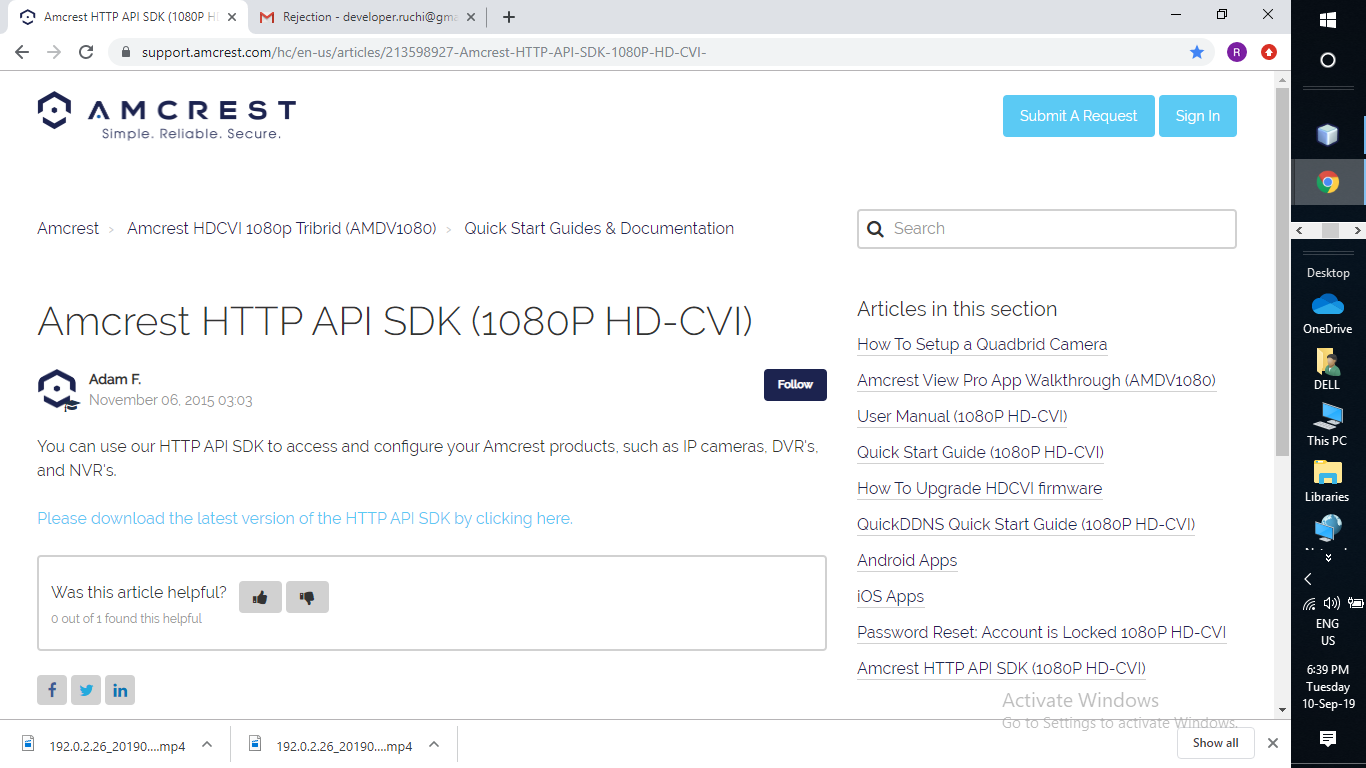 Amcrest HTTP API SDK (1080P H
Rejection - developer.ruchi@gma
support.amcrest.com/hc/en-us/articles/213598927-Amcrest-HTTP-API-SDK-1080P-HD-CVI-
R
AMCREST
Simple. Reliable. Secure.
Submit A Request
Sign In
Amcrest > Amcrest HDCVI 1080p Tribrid (AMDV1080) > Quick Start Guides & Documentation
Search
Amcrest HTTP API SDK (1080P HD-CVI)
Adam F.
November 06, 2015 03:03
Follow
You can use our HTTP API SDK to access and configure your Amcrest products, such as IP cameras, DVR's,
and NVR's.
Please download the latest version of the HTTP API SDK by clicking here.
Was this article helpful?
0 out of 1 found this helpful
Articles in this section
How To Setup a Quadbrid Camera
Amcrest View Pro App Walkthrough (AMDV1080)
User Manual (1080P HD-CVI)
Quick Start Guide (1080P HD-CVI)
How To Upgrade HDCVI firmware
QuickDDNS Quick Start Guide (1080P HD-CVI)
Android Apps
iOS Apps
Password Reset: Account is Locked 1080P HD-CVI
Amcrest HTTP API SDK (1080P HD-CVI)
Activate Windows
Go to Settings to activate Windows.
192.0.2.26_20190....mp4
192.0.2.26_20190....mp4
Show all
Desktop
OneDrive
DELL
This PC
Libraries
ENG
US
6:39 PM
Tuesday
10-Sep-19